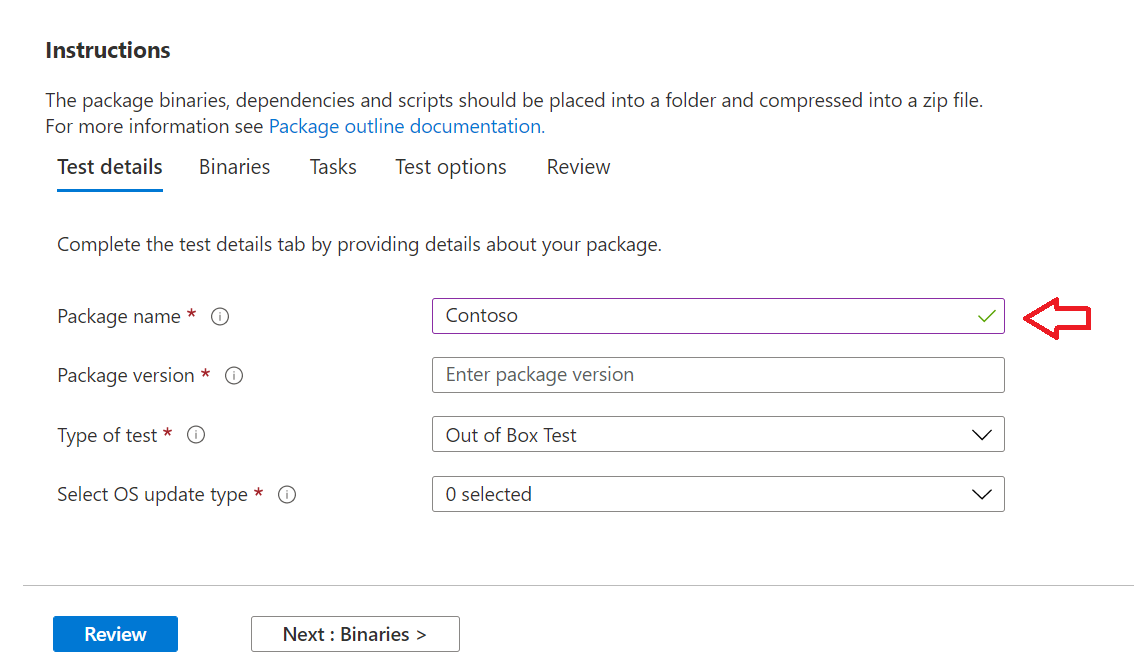 Instructions
The package binaries, dependencies and scripts should be placed into a folder and compressed into a zip file.
For more information see Package outline documentation.
Test details Binaries Tasks Test options Review
Complete the test details tab by providing details about your package.
Package name * Contoso
Package version * Enter package version
Type of test * Out of Box Test
Select OS update type * 0 selected
Review Next : Binaries >